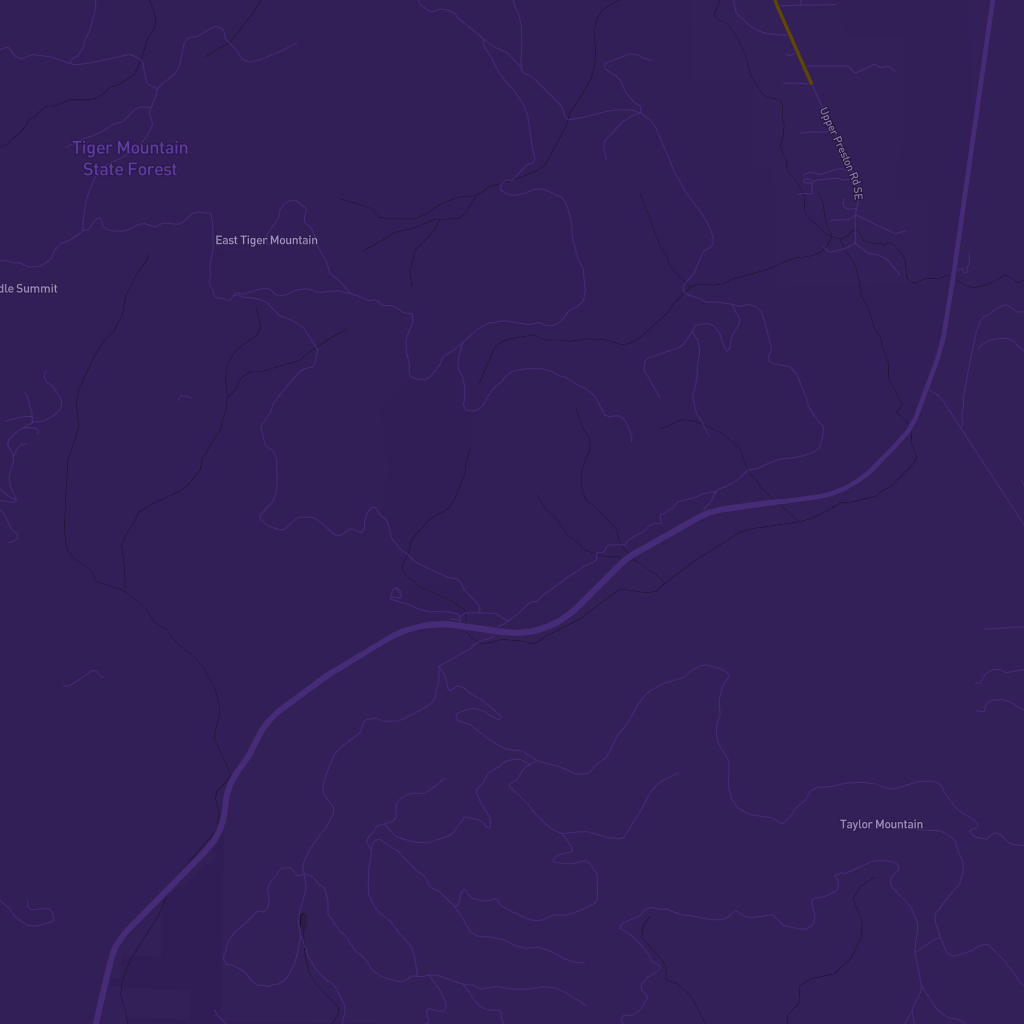 Upper Preston Rd SE
Tiger Mountain
State Forest
East Tiger Mountain
dle Summit
Taylor Mountain